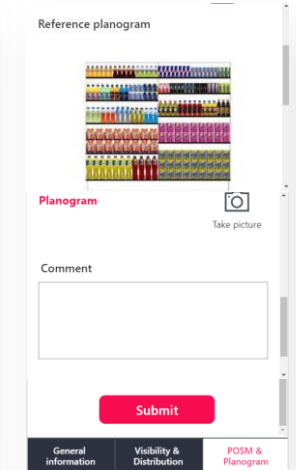 Reference planogram
Planogram
Take picture
Comment
Submit
General
information
Visibility &
Distribution
POSM &
Planogram